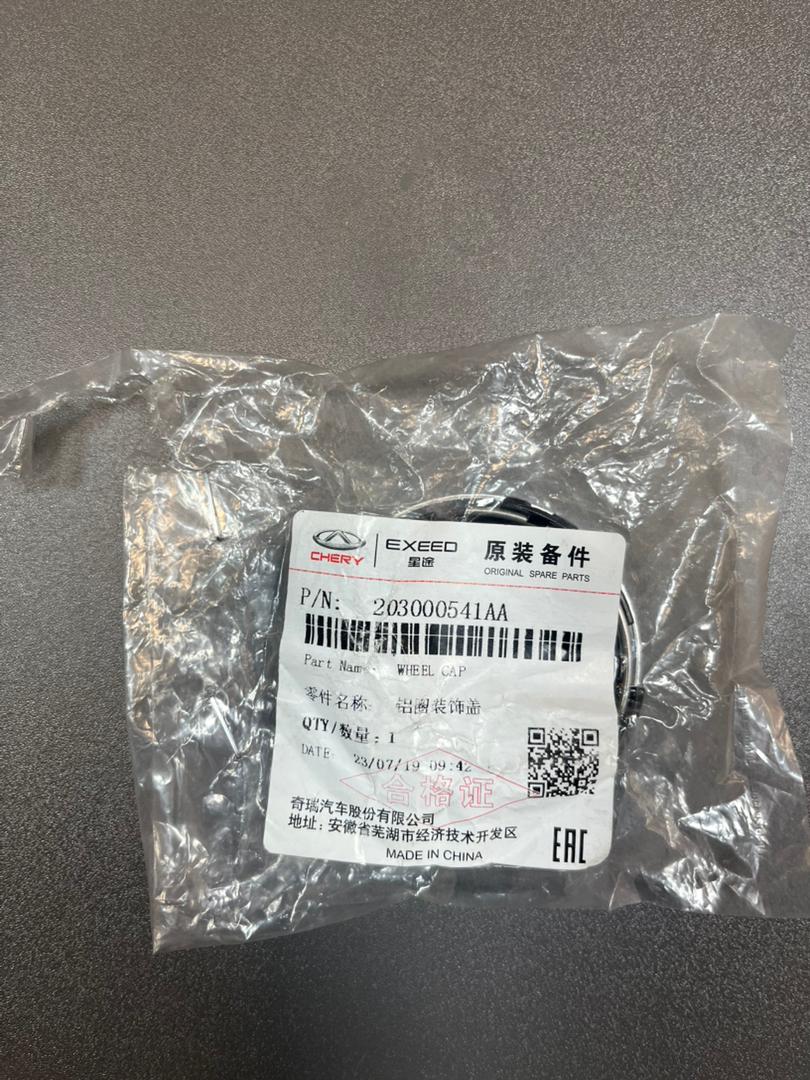 CHERY
EXEED
星途
原装备件
ORIGINAL SPARE PARTS
P/N: 203000541AA
Part Name: WHEEL CAP
零件名称: 铝圈装饰盖
QTY/数量: 1
DATE: 23/07/19 09:42
合格证
奇瑞汽车股份有限公司
地址: 安徽省芜湖市经济技术开发区
MADE IN CHINA
EAC